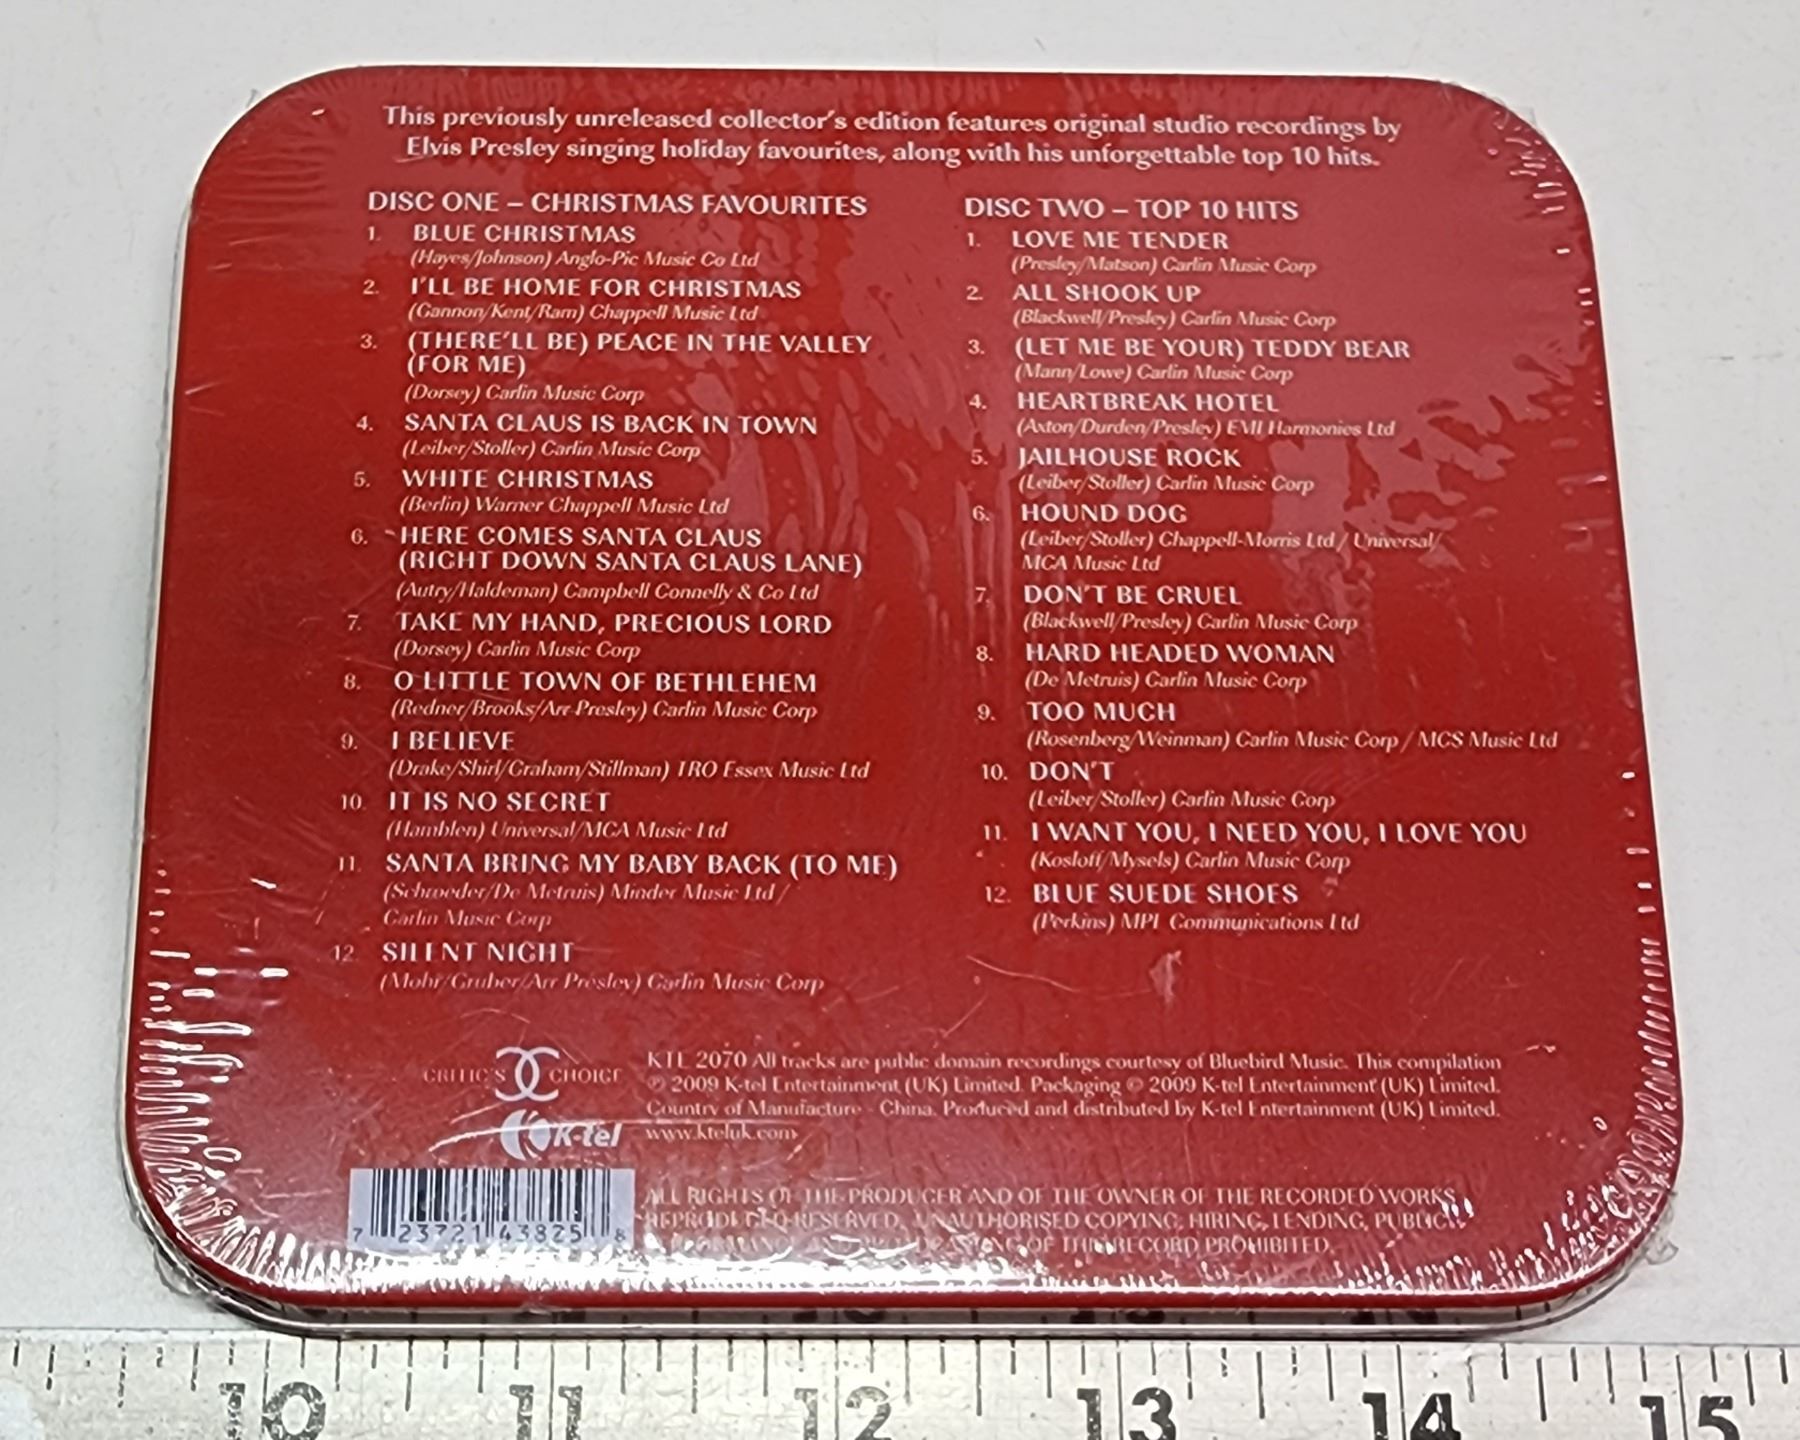 This previously unreleased collector's edition features original studio recordings by
Elvis Presley singing holiday favourites, along with his unforgettable top 10 hits.
DISC ONE – CHRISTMAS FAVOURITES
1. BLUE CHRISTMAS
(Hayes/Johnson) Anglo-Pic Music Co Ltd
2. I'LL BE HOME FOR CHRISTMAS
(Gannon/Kent/Ram) Chappell Music Ltd
3. (THERE'LL BE) PEACE IN THE VALLEY
(FOR ME)
(Dorsey) Carlin Music Corp
4. SANTA CLAUS IS BACK IN TOWN
(Leiber/Stoller) Carlin Music Corp
5. WHITE CHRISTMAS
(Berlin) Warner Chappell Music Ltd
6. HERE COMES SANTA CLAUS
(RIGHT DOWN SANTA CLAUS LANE)
(Autry/Haldeman) Campbell Connelly & Co Ltd
7. TAKE MY HAND, PRECIOUS LORD
(Dorsey) Carlin Music Corp
8. O LITTLE TOWN OF BETHLEHEM
(Redner/Brooks/Arr Presley) Carlin Music Corp
9. I BELIEVE
(Drake/Shirl/Graham/Stillman) TRO Essex Music Ltd
10. IT IS NO SECRET
(Hamblen) Universal/MCA Music Ltd
11. SANTA BRING MY BABY BACK (TO ME)
(Schroeder/De Metruis) Minder Music Ltd /
Carlin Music Corp
12. SILENT NIGHT
(Mohr/Gruber/Arr Presley) Carlin Music Corp
DISC TWO – TOP 10 HITS
1. LOVE ME TENDER
(Presley/Matson) Carlin Music Corp
2. ALL SHOOK UP
(Blackwell/Presley) Carlin Music Corp
3. (LET ME BE YOUR) TEDDY BEAR
(Mann/Lowe) Carlin Music Corp
4. HEARTBREAK HOTEL
(Axton/Durden/Presley) EMI Harmonies Ltd
5. JAILHOUSE ROCK
(Leiber/Stoller) Carlin Music Corp
6. HOUND DOG
(Leiber/Stoller) Chappell-Morris Ltd / Universal/
MCA Music Ltd
7. DON'T BE CRUEL
(Blackwell/Presley) Carlin Music Corp
8. HARD HEADED WOMAN
(De Metruis) Carlin Music Corp
9. TOO MUCH
(Rosenberg/Weinman) Carlin Music Corp / MCS Music Ltd
10. DON'T
(Leiber/Stoller) Carlin Music Corp
11. I WANT YOU, I NEED YOU, I LOVE YOU
(Kosloff/Mysels) Carlin Music Corp
12. BLUE SUEDE SHOES
(Perkins) MPL Communications Ltd
CRITIC'S CHOICE
K-tel
KTL 2070 All tracks are public domain recordings courtesy of Bluebird Music. This compilation
℗ 2009 K-tel Entertainment (UK) Limited. Packaging © 2009 K-tel Entertainment (UK) Limited.
Country of Manufacture - China. Produced and distributed by K-tel Entertainment (UK) Limited.
www.kteluk.com
7 23721 43825 8
ALL RIGHTS OF THE PRODUCER AND OF THE OWNER OF THE RECORDED WORKS
REPRODUCED RESERVED. UNAUTHORISED COPYING, HIRING, LENDING, PUBLIC
PERFORMANCE AND BROADCASTING OF THIS RECORD PROHIBITED.
10 11 12 13 14 15